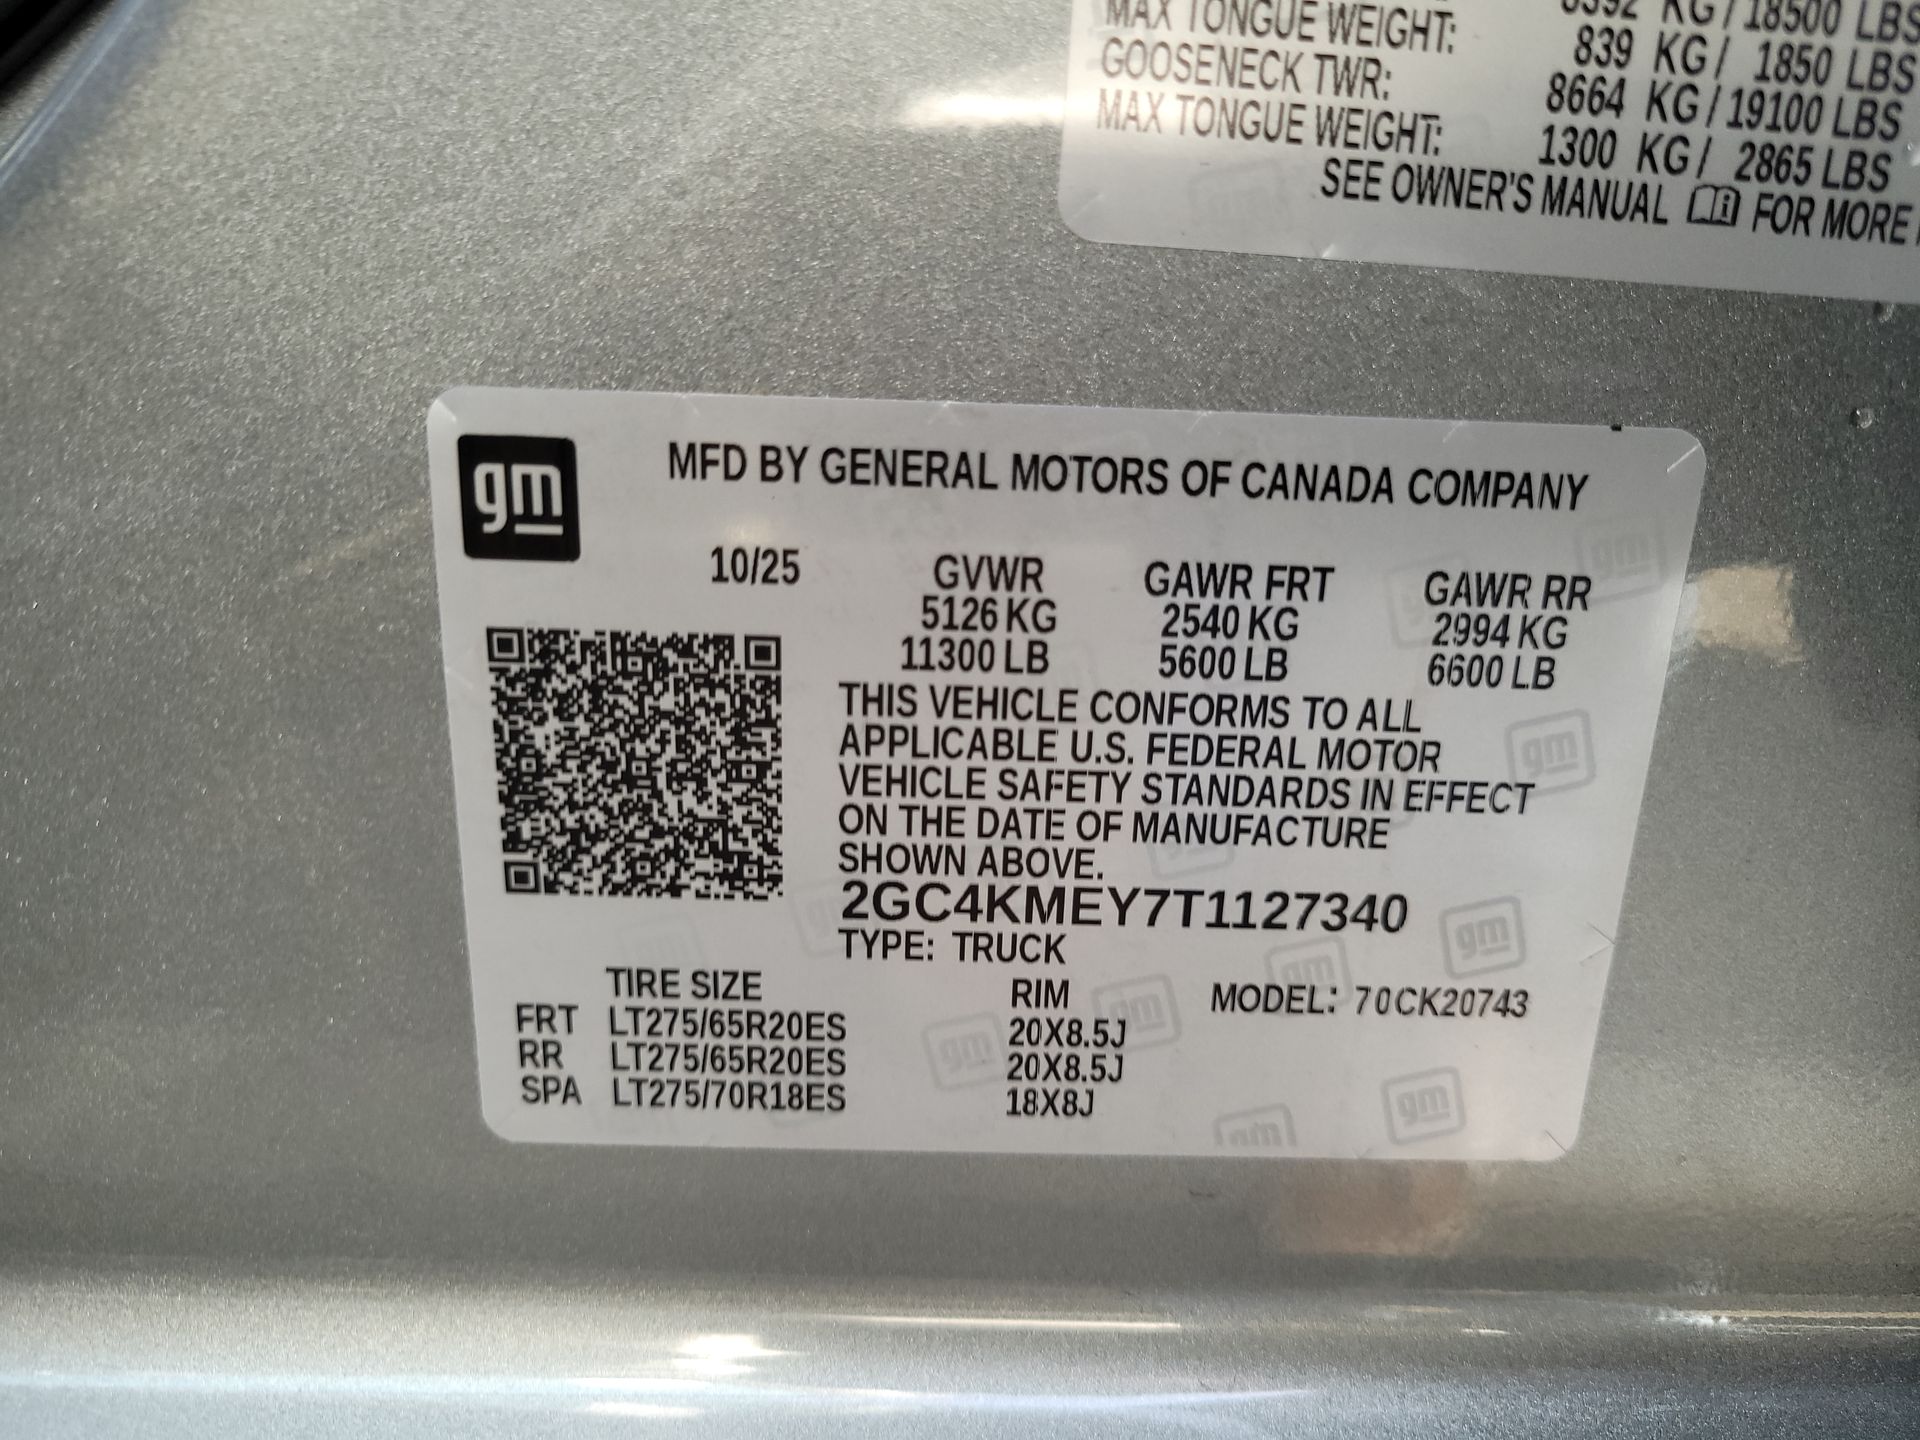 MAX TONGUE WEIGHT: 839 KG / 1850 LBS
GOOSENECK TWR: 8664 KG / 19100 LBS
MAX TONGUE WEIGHT: 1300 KG / 2865 LBS
SEE OWNER'S MANUAL FOR MORE
gm
MFD BY GENERAL MOTORS OF CANADA COMPANY
10/25 GVWR GAWR FRT GAWR RR
5126 KG 2540 KG 2994 KG
11300 LB 5600 LB 6600 LB
THIS VEHICLE CONFORMS TO ALL
APPLICABLE U.S. FEDERAL MOTOR
VEHICLE SAFETY STANDARDS IN EFFECT
ON THE DATE OF MANUFACTURE
SHOWN ABOVE.
2GC4KMEY7T1127340
TYPE: TRUCK
TIRE SIZE RIM MODEL: 70CK20743
FRT LT275/65R20ES 20X8.5J
RR LT275/65R20ES 20X8.5J
SPA LT275/70R18ES 18X8J